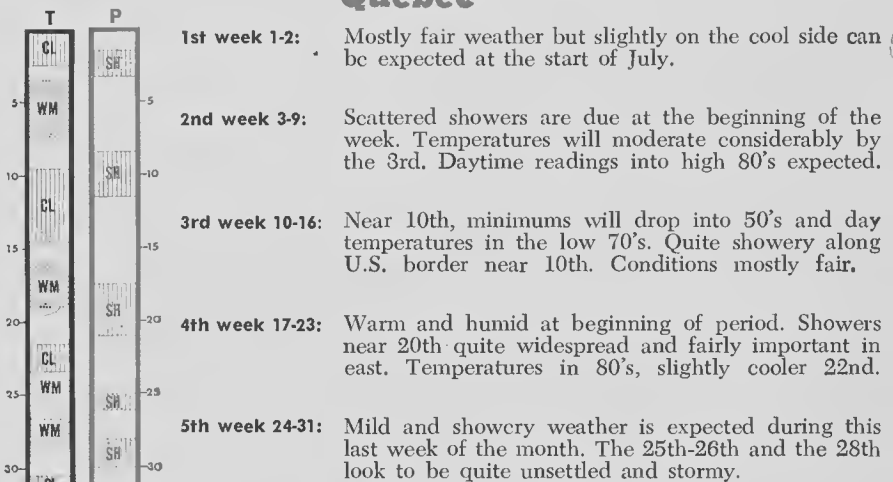 Quebec
T P
1st week 1-2: Mostly fair weather but slightly on the cool side can
be expected at the start of July.
2nd week 3-9: Scattered showers are due at the beginning of the
week. Temperatures will moderate considerably by
the 3rd. Daytime readings into high 80's expected.
3rd week 10-16: Near 10th, minimums will drop into 50's and day
temperatures in the low 70's. Quite showery along
U.S. border near 10th. Conditions mostly fair.
4th week 17-23: Warm and humid at beginning of period. Showers
near 20th quite widespread and fairly important in
east. Temperatures in 80's, slightly cooler 22nd.
5th week 24-31: Mild and showery weather is expected during this
last week of the month. The 25th-26th and the 28th
look to be quite unsettled and stormy.
CL
WM
CL
WM
CL
WM
WM
CL
5
10
15
20
25
30
SH
SH
SH
SH
SH
5
10
15
20
25
30